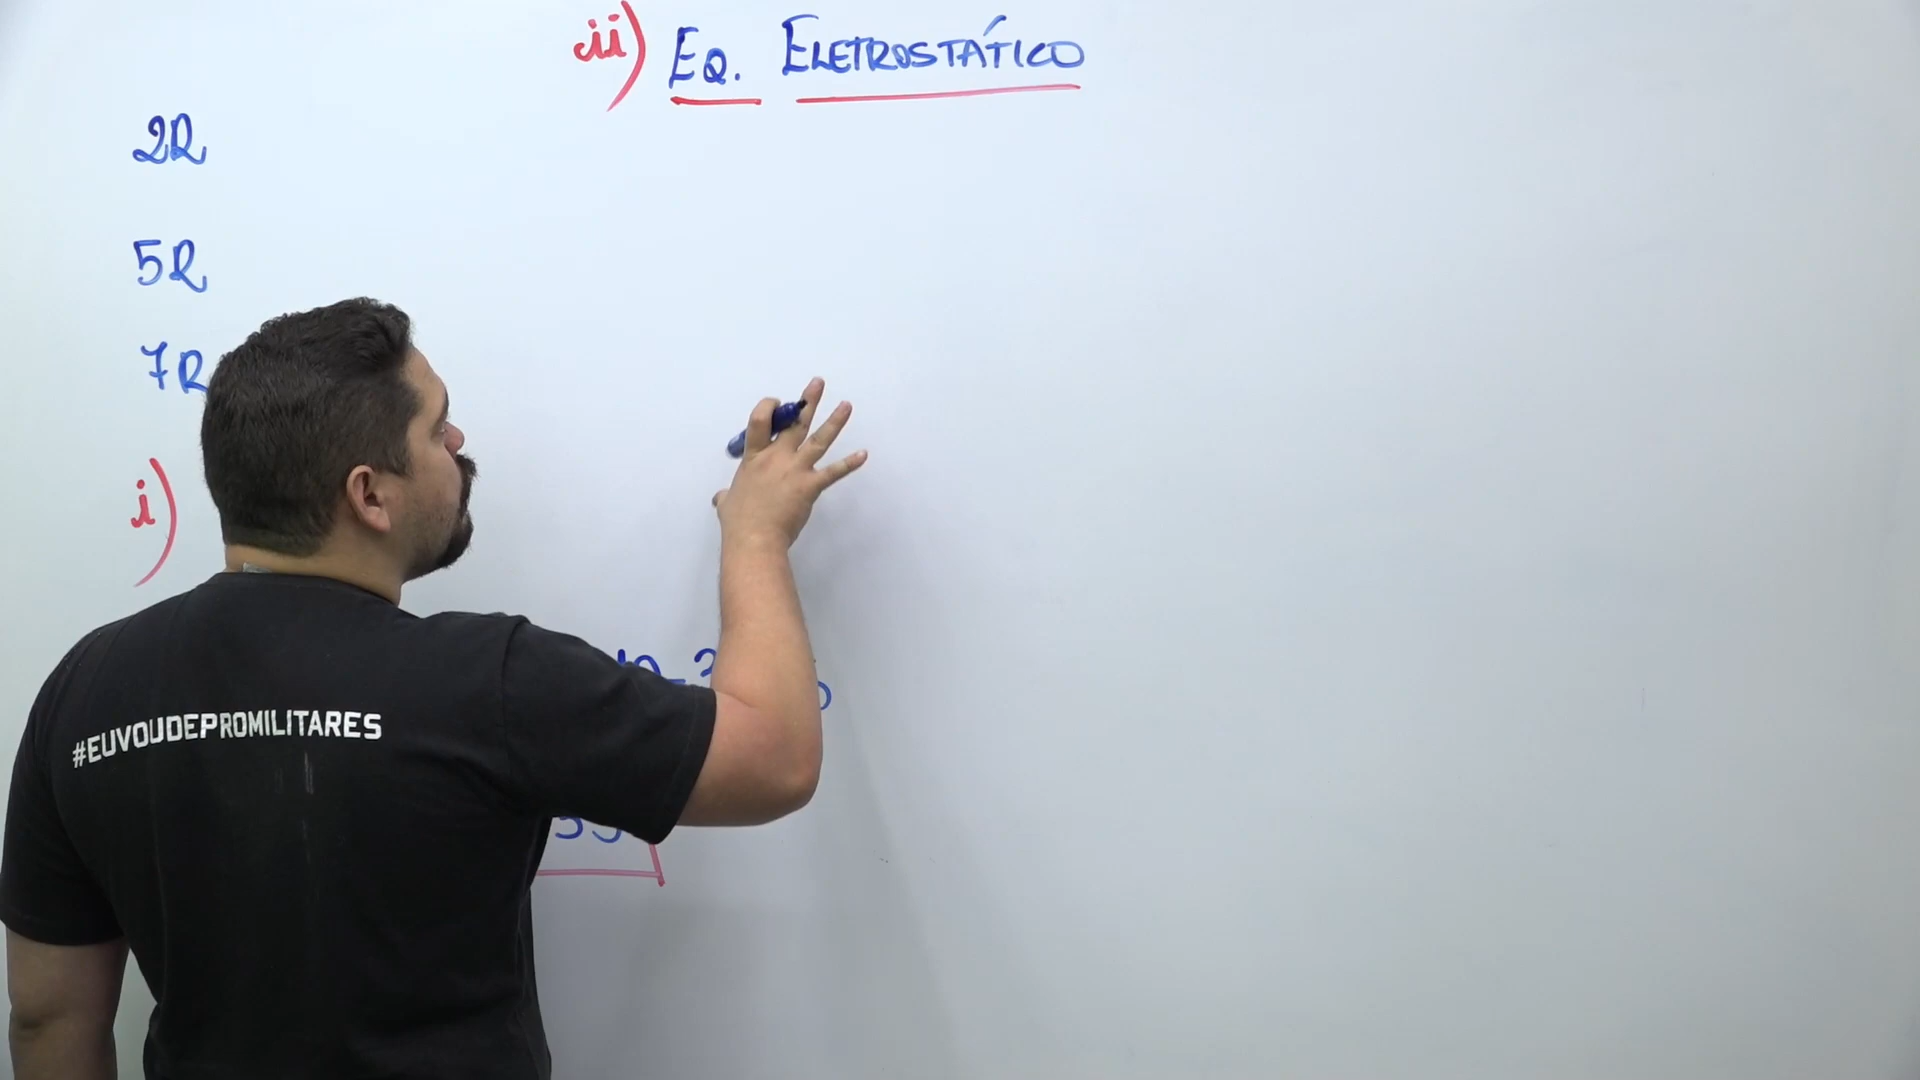 ii) EQ. ELETROSTÁTICO
2R
5R
7R
i)
#EUVOUDEPROMILITARES